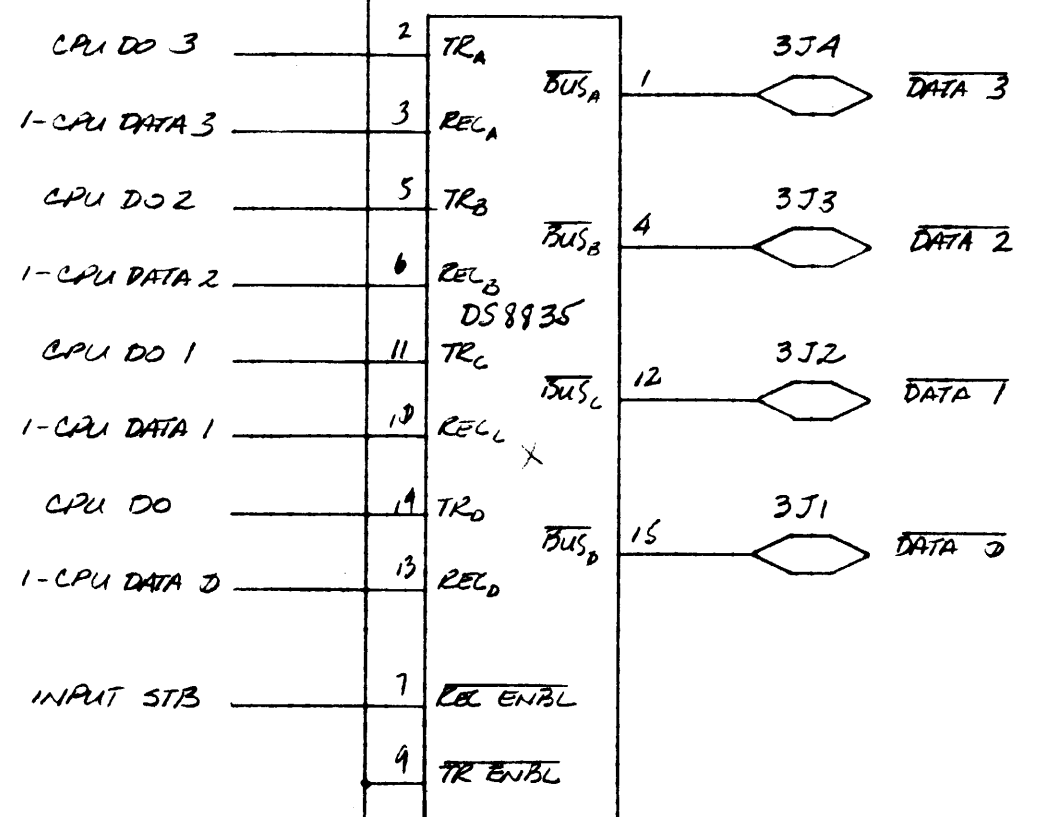 CPU DO 3 2 TRA 3J4
BUSA 1 DATA 3
1-CPU DATA 3 3 RECA
CPU DO 2 5 TRB 3J3
BUSB 4 DATA 2
1-CPU DATA 2 6 RECB
DS8835
CPU DO 1 11 TRC 3J2
BUSC 12 DATA 1
1-CPU DATA 1 10 RECC
X
CPU DO 14 TRD 3J1
BUSD 15 DATA 0
1-CPU DATA 0 13 RECD
INPUT STB 7 REC ENBL
9 TR ENBL